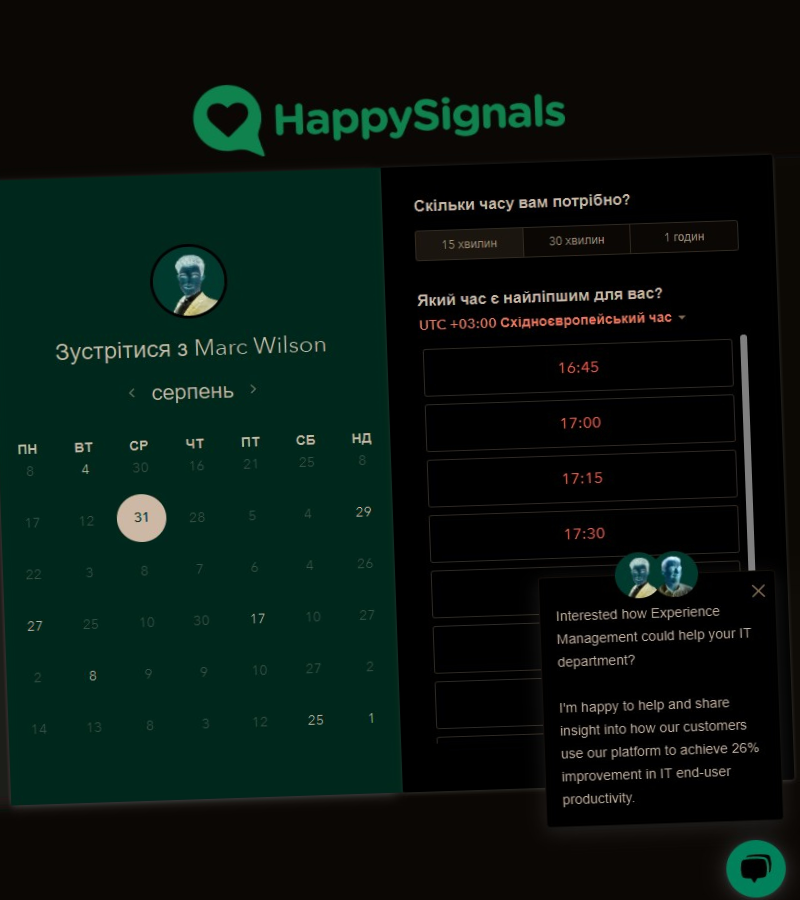 HappySignals
Зустрітися з Marc Wilson
серпень
ПН ВТ СР ЧТ ПТ СБ НД
8 4 30 16 21 25 8
17 12 31 28 5 4 29
22 3 8 7 6 4 26
27 25 10 30 17 10 27
2 8 9 9 10 27 2
14 13 8 3 12 25 1
Скільки часу вам потрібно?
15 хвилин 30 хвилин 1 годин
Який час є найліпшим для вас?
UTC +03:00 Східноєвропейський час
16:45
17:00
17:15
17:30
Interested how Experience
Management could help your IT
department?
I'm happy to help and share
insight into how our customers
use our platform to achieve 26%
improvement in IT end-user
productivity.